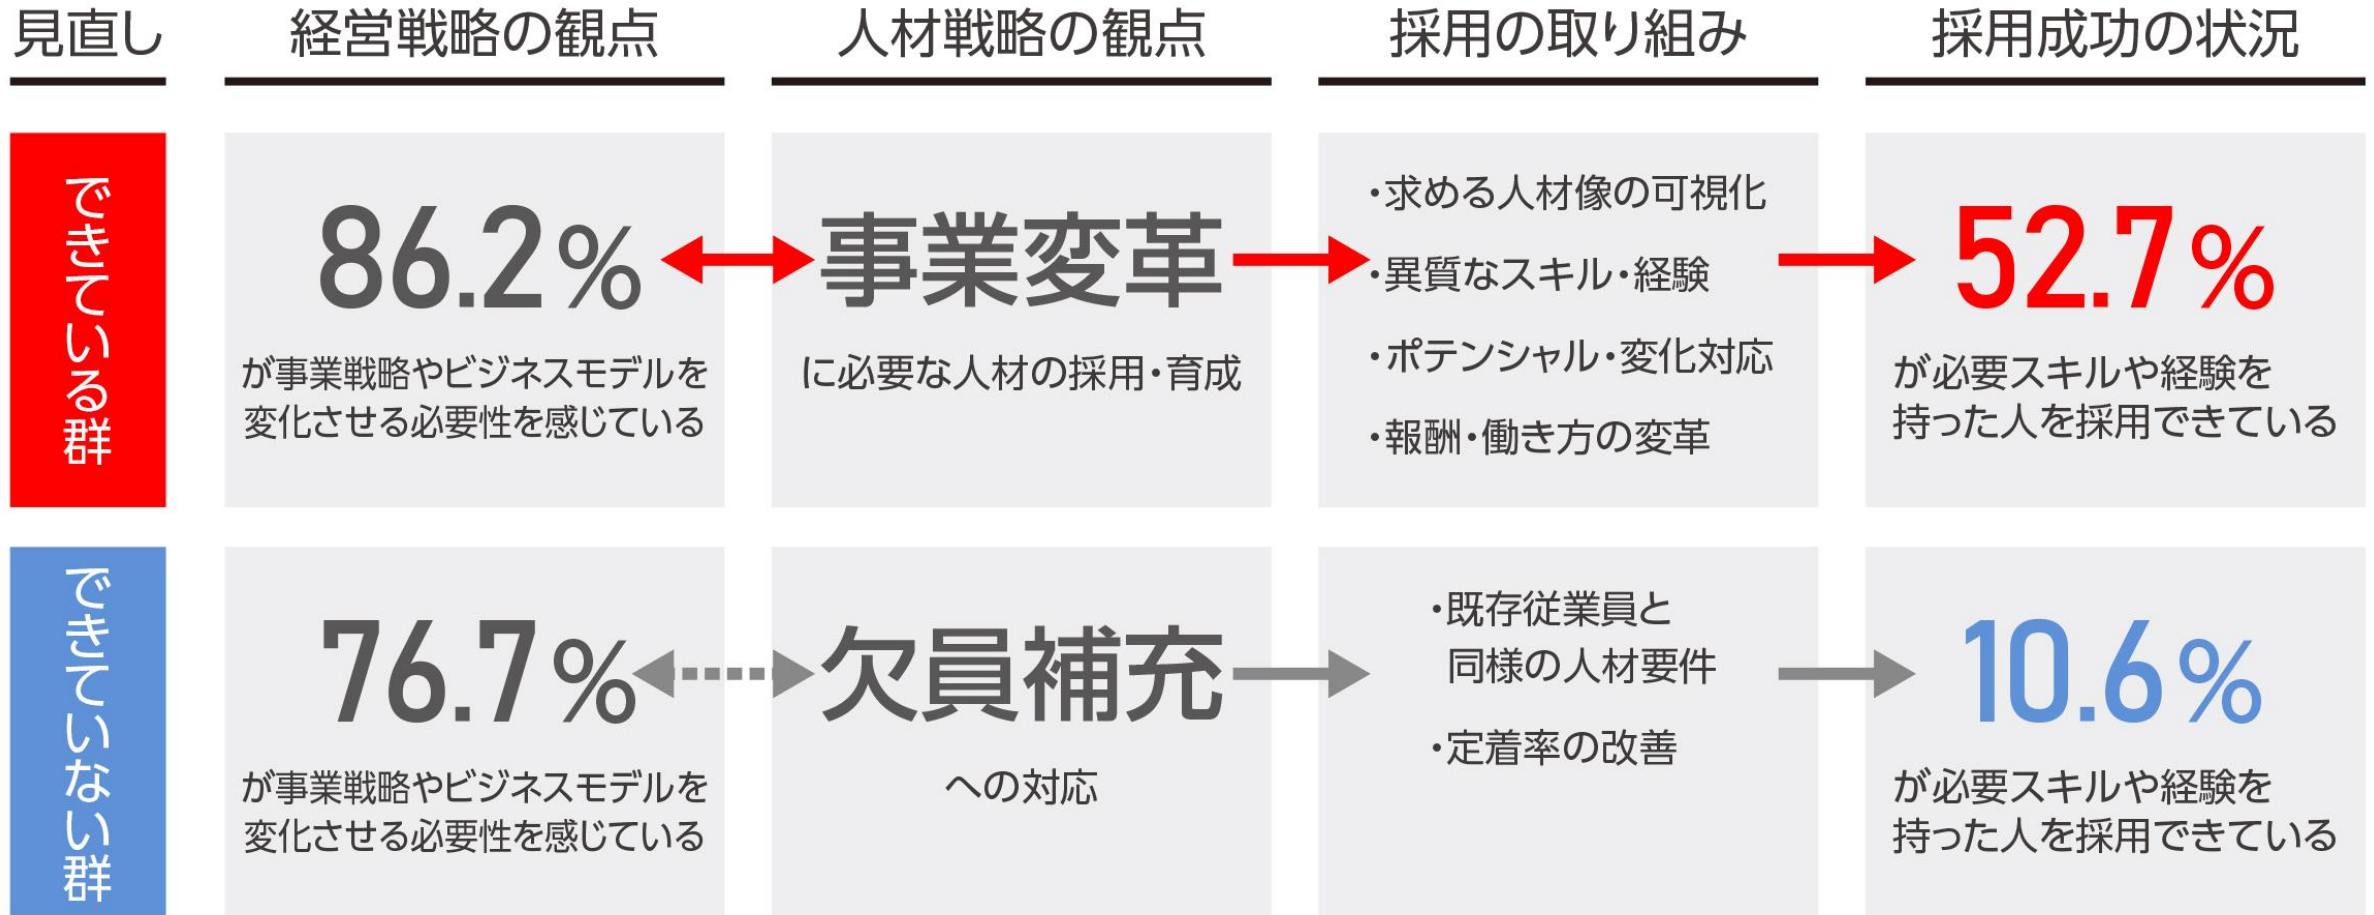 見直し
経営戦略の観点
人材戦略の観点
採用の取り組み
採用成功の状況
できている群
86.2%
が事業戦略やビジネスモデルを
変化させる必要性を感じている
事業変革
に必要な人材の採用・育成
・求める人材像の可視化
・異質なスキル・経験
・ポテンシャル・変化対応
・報酬・働き方の変革
52.7%
が必要スキルや経験を
持った人を採用できている
できていない群
76.7%
が事業戦略やビジネスモデルを
変化させる必要性を感じている
欠員補充
への対応
・既存従業員と
同様の人材要件
・定着率の改善
10.6%
が必要スキルや経験を
持った人を採用できている